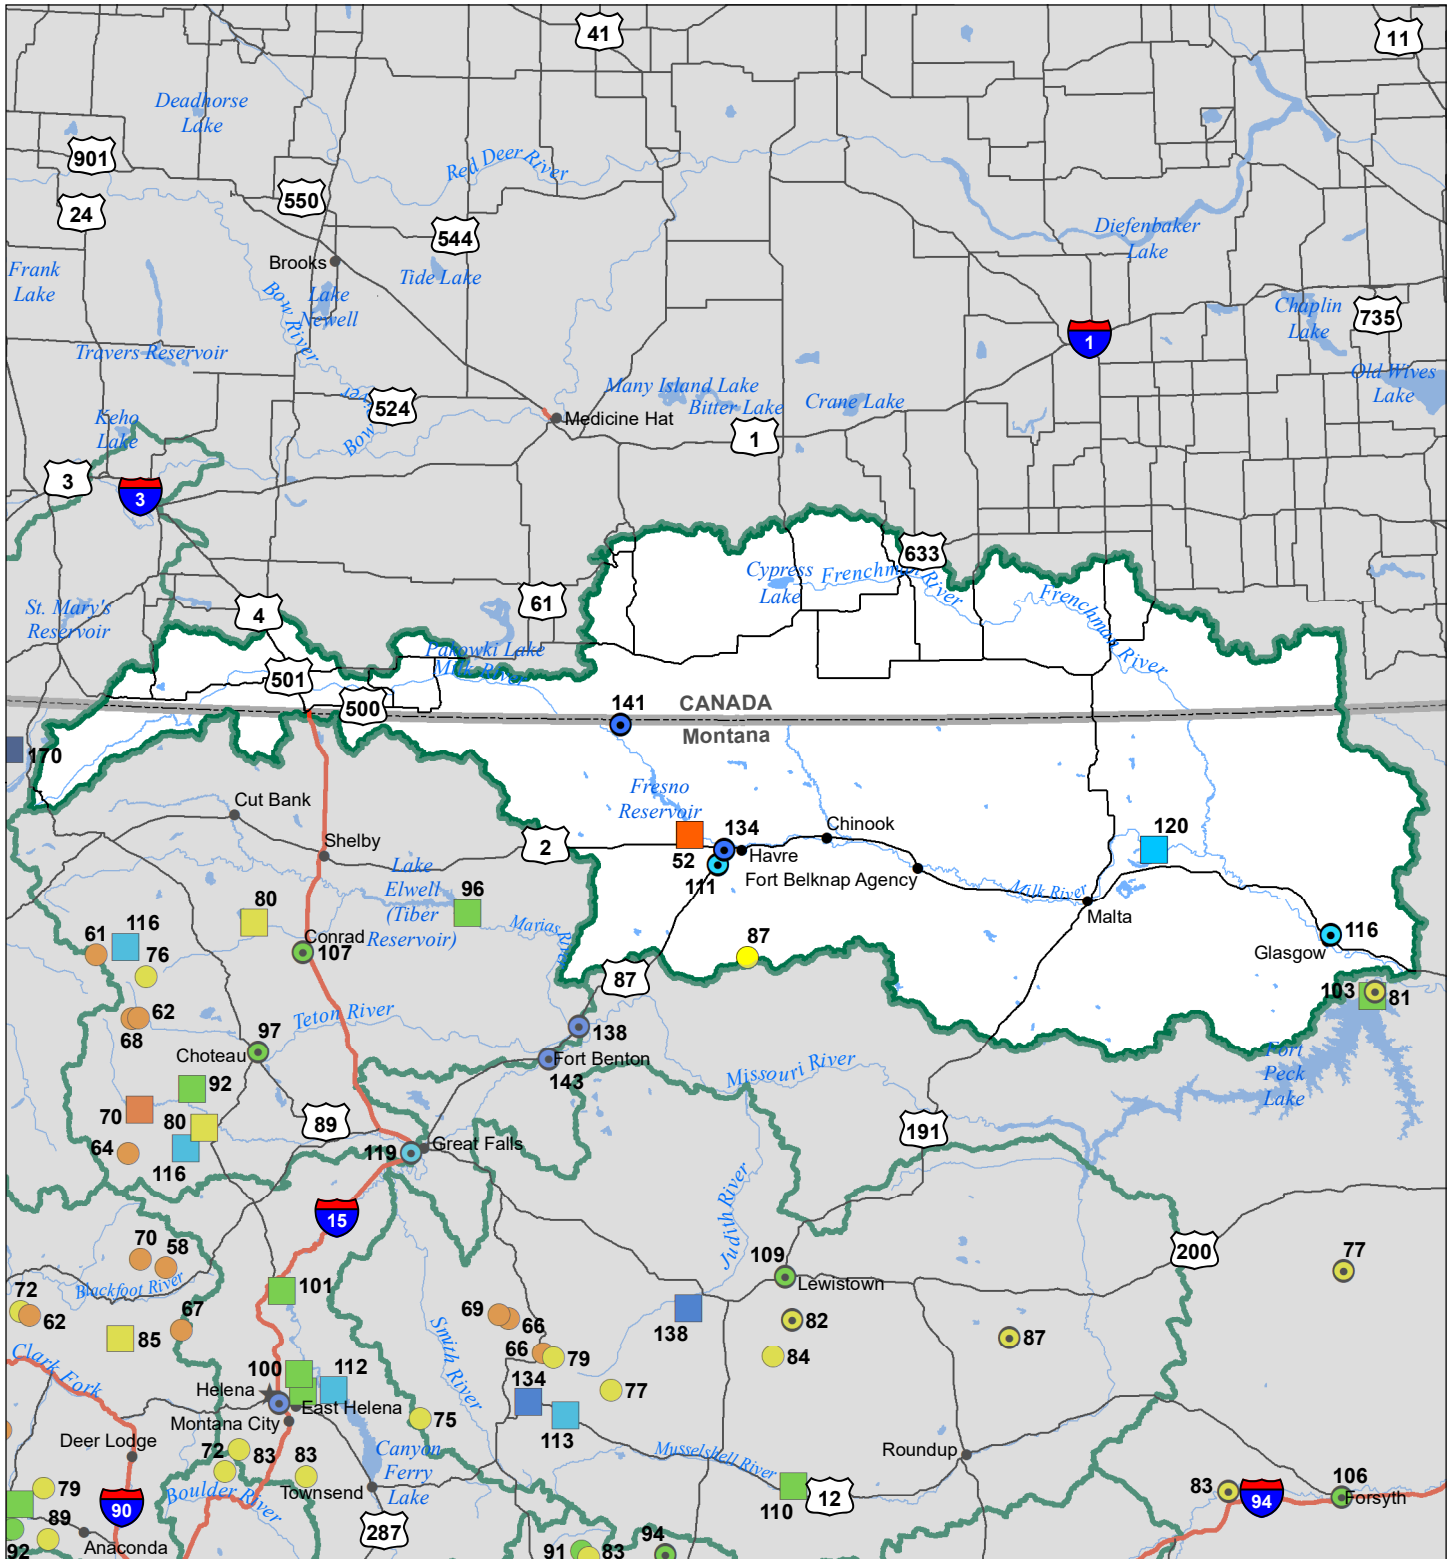 41
11
Deadhorse
Lake
901
Red Deer River
550
24
544
Diefenbaker
Lake
Brooks
Frank
Lake
Tide Lake
Bow River
Lake
Newell
Chaplin
Lake
735
1
Travers Reservoir
Many Island Lake
Bitter Lake
Crane Lake
Old Wives
Lake
524
Keho
Lake
Bow
Medicine Hat
1
3
3
633
Cypress
Lake
Frenchman River
Frenchman River
61
St. Mary's
Reservoir
4
Pakowki Lake
Milk River
501
500
141
CANADA
Montana
170
Fresno
Reservoir
Cut Bank
Shelby
2
52
134
Havre
Chinook
111
Fort Belknap Agency
120
Milk River
Malta
Lake
Elwell
(Tiber
Reservoir)
96
80
Marias River
116
61
76
Conrad
107
87
87
116
Glasgow
103
81
62
68
Teton River
138
97
Choteau
Fort Benton
143
Missouri River
Fort
Peck
Lake
92
70
80
89
191
64
116
119
Great Falls
15
Judith River
70
58
200
77
109
Lewistown
Blackfoot River
72
62
101
67
69
66
138
82
85
66
79
84
87
Smith River
Clark Fork
100
112
134
77
Helena
East Helena
113
75
Montana City
Deer Lodge
72
83
83
Canyon
Ferry
Lake
Musselshell River
Roundup
79
Townsend
Boulder River
110
12
83
94
106
Forsyth
90
89
287
92
Anaconda
91
83
94